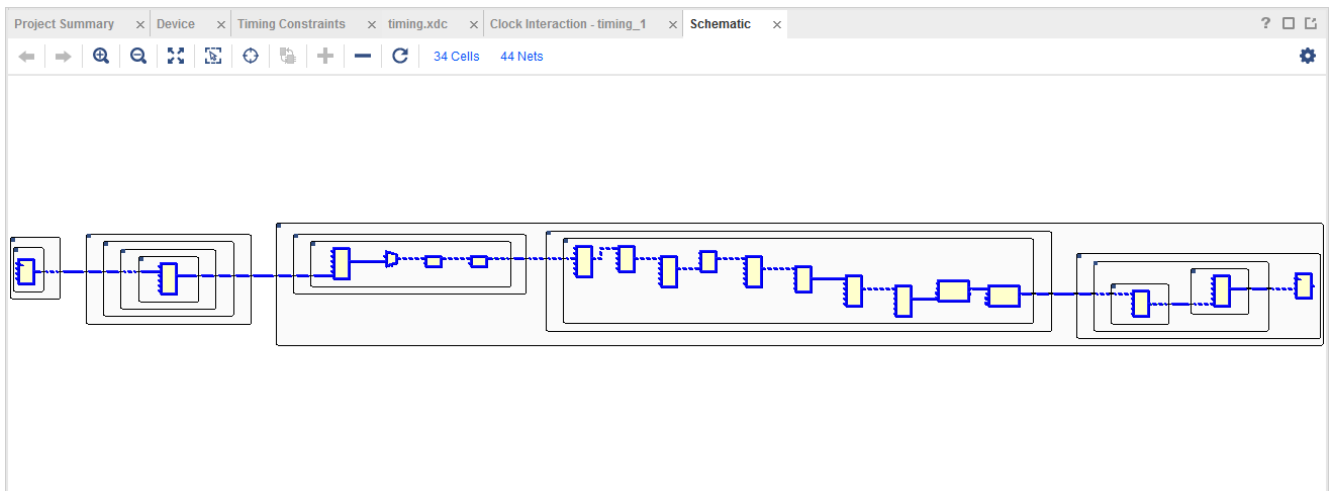 Project Summary × Device × Timing Constraints × timing.xdc × Clock Interaction - timing_1 × Schematic × ?
34 Cells 44 Nets